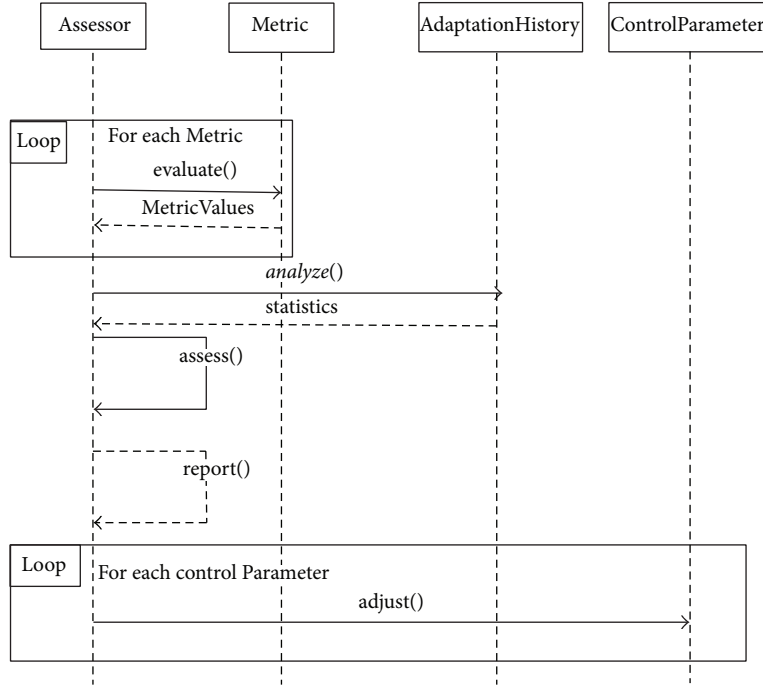 Assessor
Metric
AdaptationHistory
ControlParameter
Loop
For each Metric
evaluate()
MetricValues
analyze()
statistics
assess()
report()
Loop
For each control Parameter
adjust()